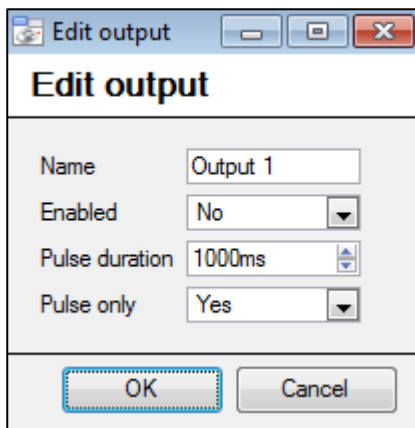 Edit output
Edit output
Name Output 1
Enabled No
Pulse duration 1000ms
Pulse only Yes
OK Cancel